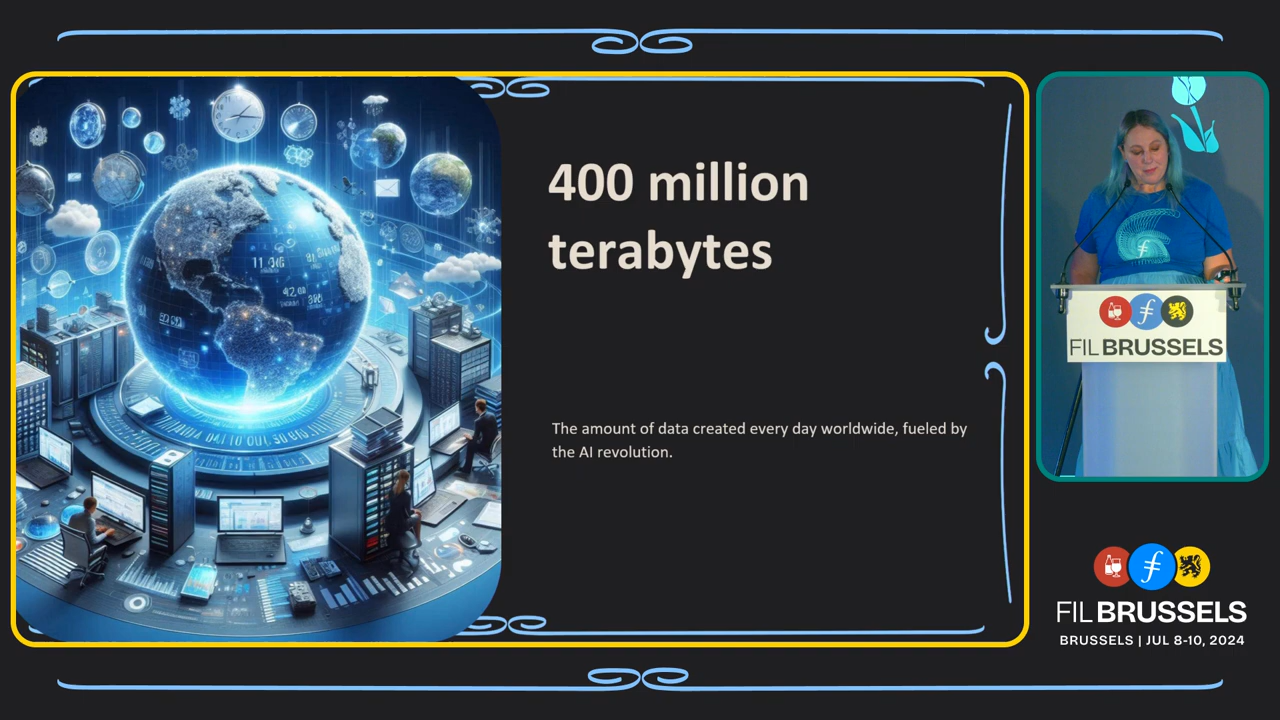 400 million
terabytes
The amount of data created every day worldwide, fueled by
the AI revolution.
FIL BRUSSELS
FIL BRUSSELS
BRUSSELS | JUL 8-10, 2024